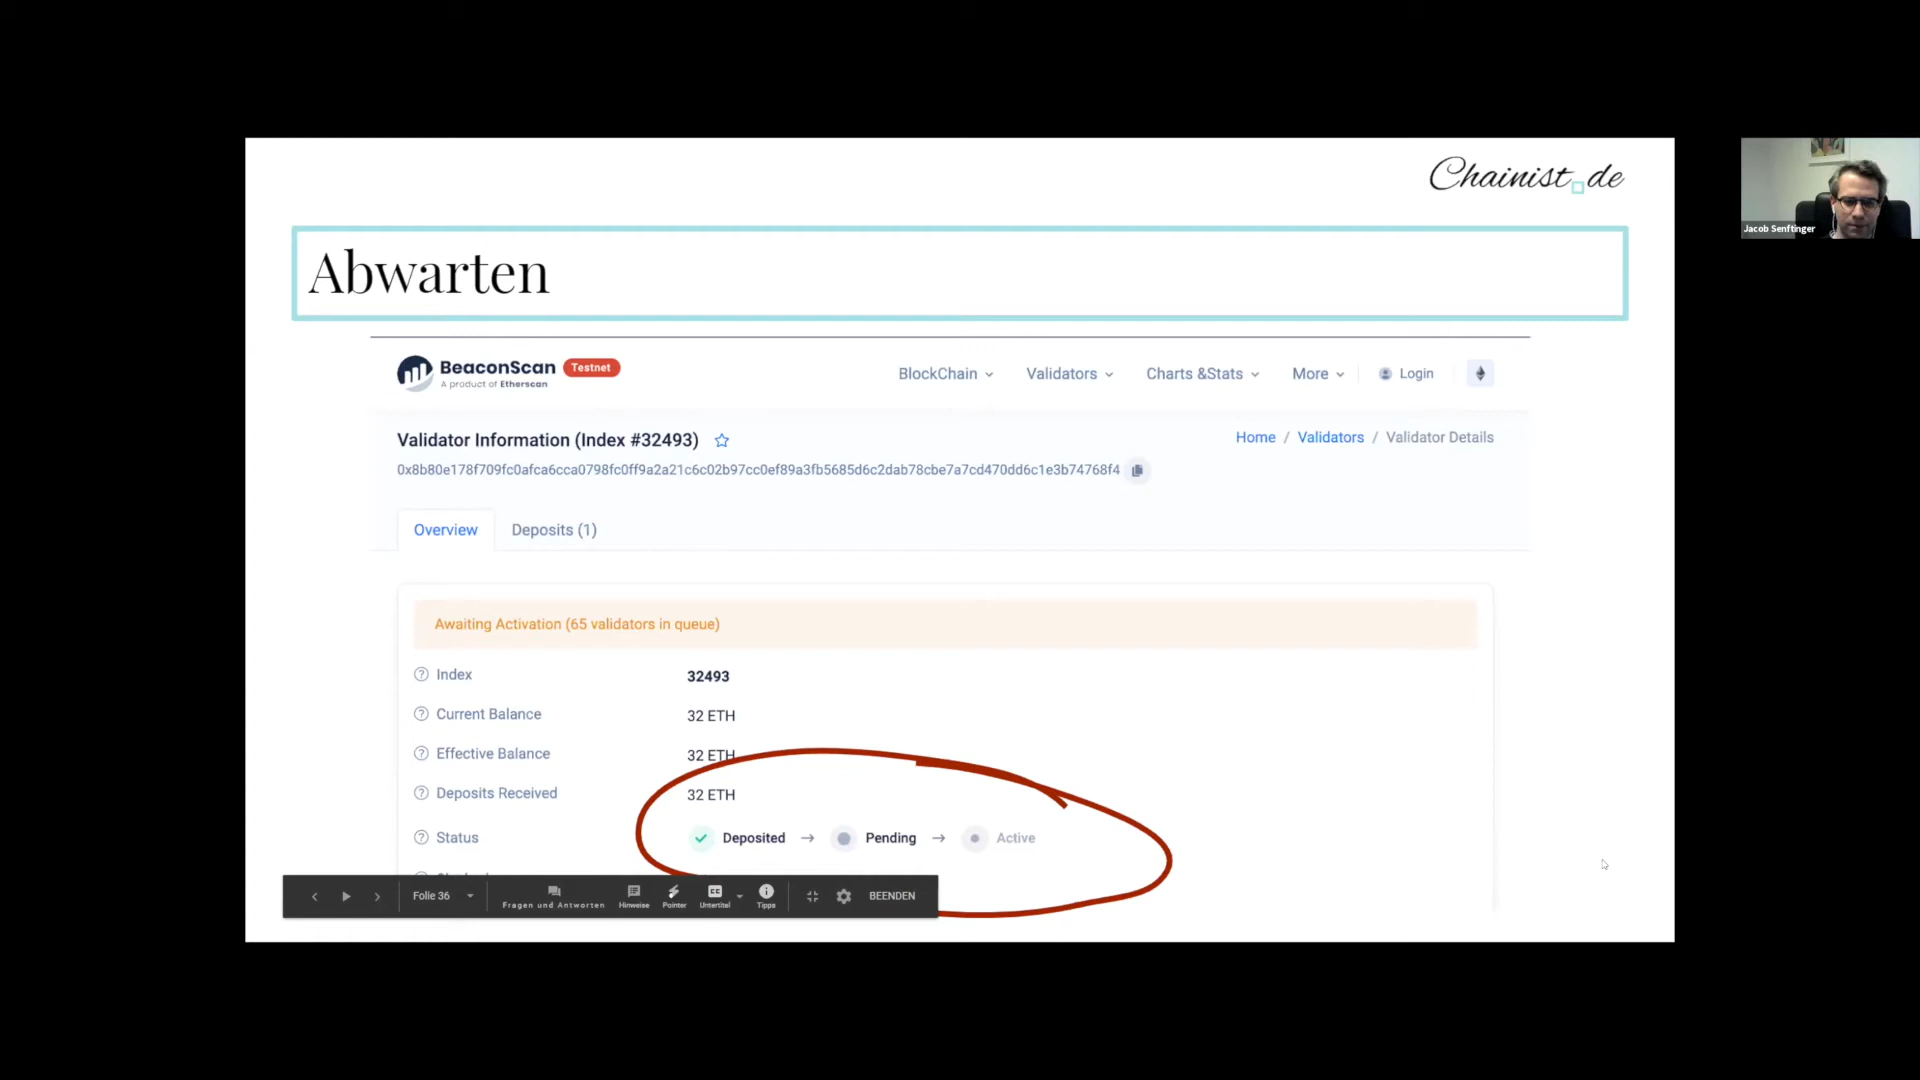 Chainist.de
Jacob Senftinger
Abwarten
BeaconScan Testnet
A product of Etherscan
BlockChain Validators Charts &Stats More Login
Validator Information (Index #32493)
Home / Validators / Validator Details
0x8b80e178f709fc0afca6cca0798fc0ff9a2a21c6c02b97cc0ef89a3fb5685d6c2dab78cbe7a7cd470dd6c1e3b74768f4
Overview Deposits (1)
Awaiting Activation (65 validators in queue)
Index 32493
Current Balance 32 ETH
Effective Balance 32 ETH
Deposits Received 32 ETH
Status Deposited → Pending → Active
Folie 36 Fragen und Antworten Hinweise Pointer Untertitel Tipps BEENDEN